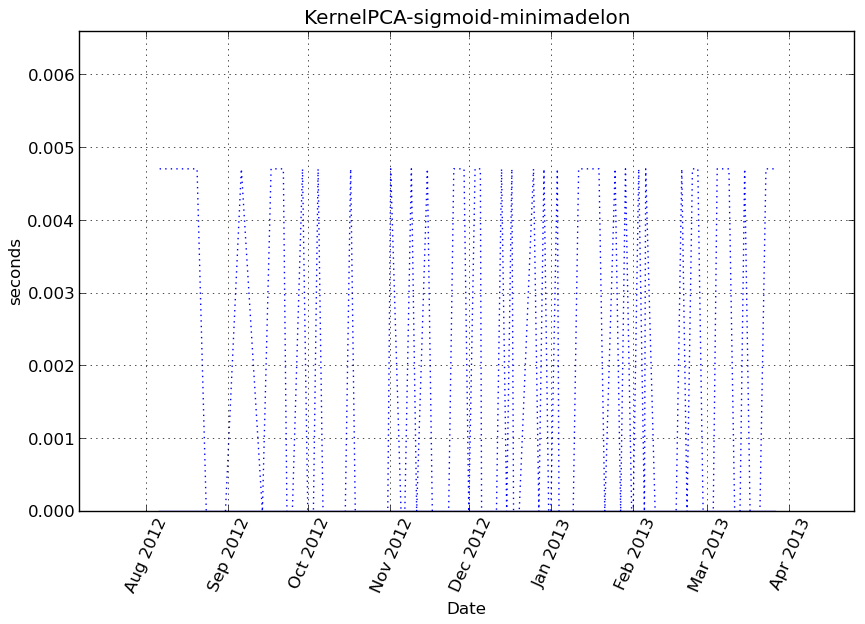 KernelPCA-sigmoid-minimadelon
0.006
0.005
0.004
0.003
0.002
0.001
0.000
seconds
Aug 2012
Sep 2012
Oct 2012
Nov 2012
Dec 2012
Jan 2013
Feb 2013
Mar 2013
Apr 2013
Date